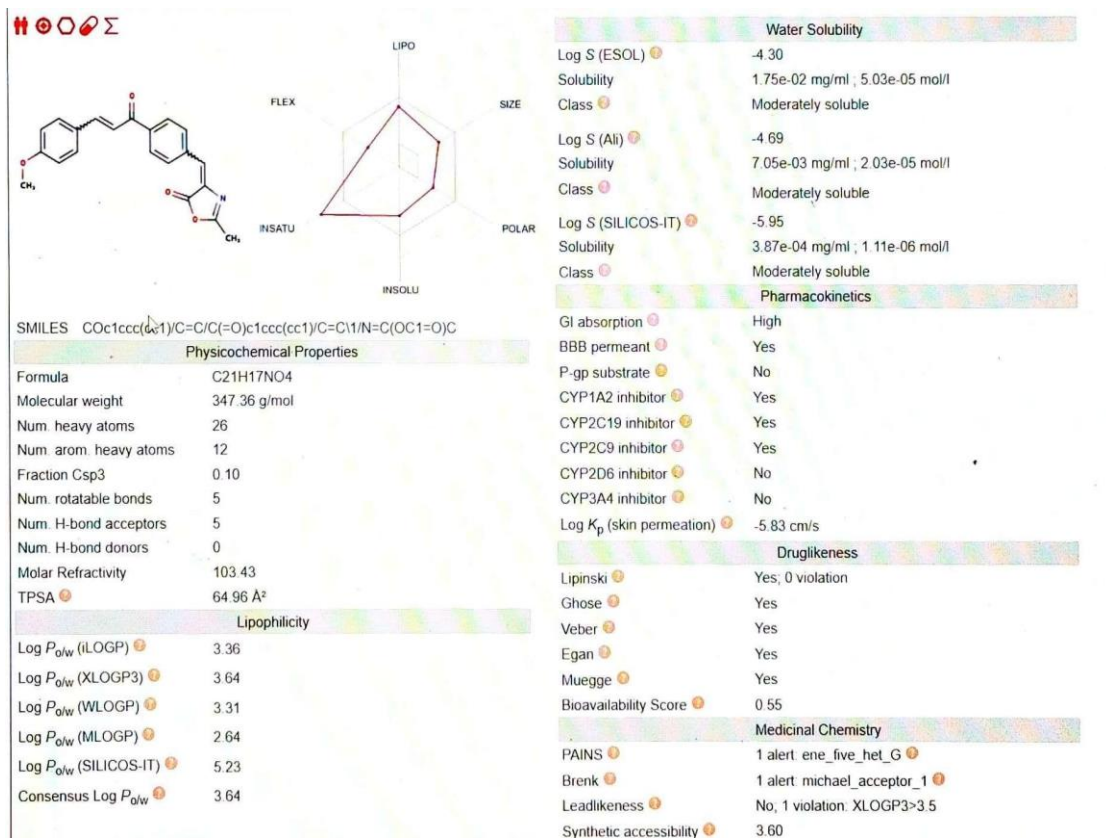 LIPO
FLEX
SIZE
INSATU
POLAR
INSOLU
O
O
CH₃
O
N
O
CH₃
SMILES COc1ccc(cc1)/C=C/C(=O)c1ccc(cc1)/C=C\1/N=C(OC1=O)C
Physicochemical Properties
Formula C21H17NO4
Molecular weight 347.36 g/mol
Num. heavy atoms 26
Num. arom. heavy atoms 12
Fraction Csp3 0.10
Num. rotatable bonds 5
Num. H-bond acceptors 5
Num. H-bond donors 0
Molar Refractivity 103.43
TPSA 64.96 Å²
Lipophilicity
Log Po/w (iLOGP) 3.36
Log Po/w (XLOGP3) 3.64
Log Po/w (WLOGP) 3.31
Log Po/w (MLOGP) 2.64
Log Po/w (SILICOS-IT) 5.23
Consensus Log Po/w 3.64
Water Solubility
Log S (ESOL) -4.30
Solubility 1.75e-02 mg/ml ; 5.03e-05 mol/l
Class Moderately soluble
Log S (Ali) -4.69
Solubility 7.05e-03 mg/ml ; 2.03e-05 mol/l
Class Moderately soluble
Log S (SILICOS-IT) -5.95
Solubility 3.87e-04 mg/ml ; 1.11e-06 mol/l
Class Moderately soluble
Pharmacokinetics
GI absorption High
BBB permeant Yes
P-gp substrate No
CYP1A2 inhibitor Yes
CYP2C19 inhibitor Yes
CYP2C9 inhibitor Yes
CYP2D6 inhibitor No
CYP3A4 inhibitor No
Log Kp (skin permeation) -5.83 cm/s
Druglikeness
Lipinski Yes; 0 violation
Ghose Yes
Veber Yes
Egan Yes
Muegge Yes
Bioavailability Score 0.55
Medicinal Chemistry
PAINS 1 alert: ene_five_het_G
Brenk 1 alert: michael_acceptor_1
Leadlikeness No; 1 violation: XLOGP3>3.5
Synthetic accessibility 3.60